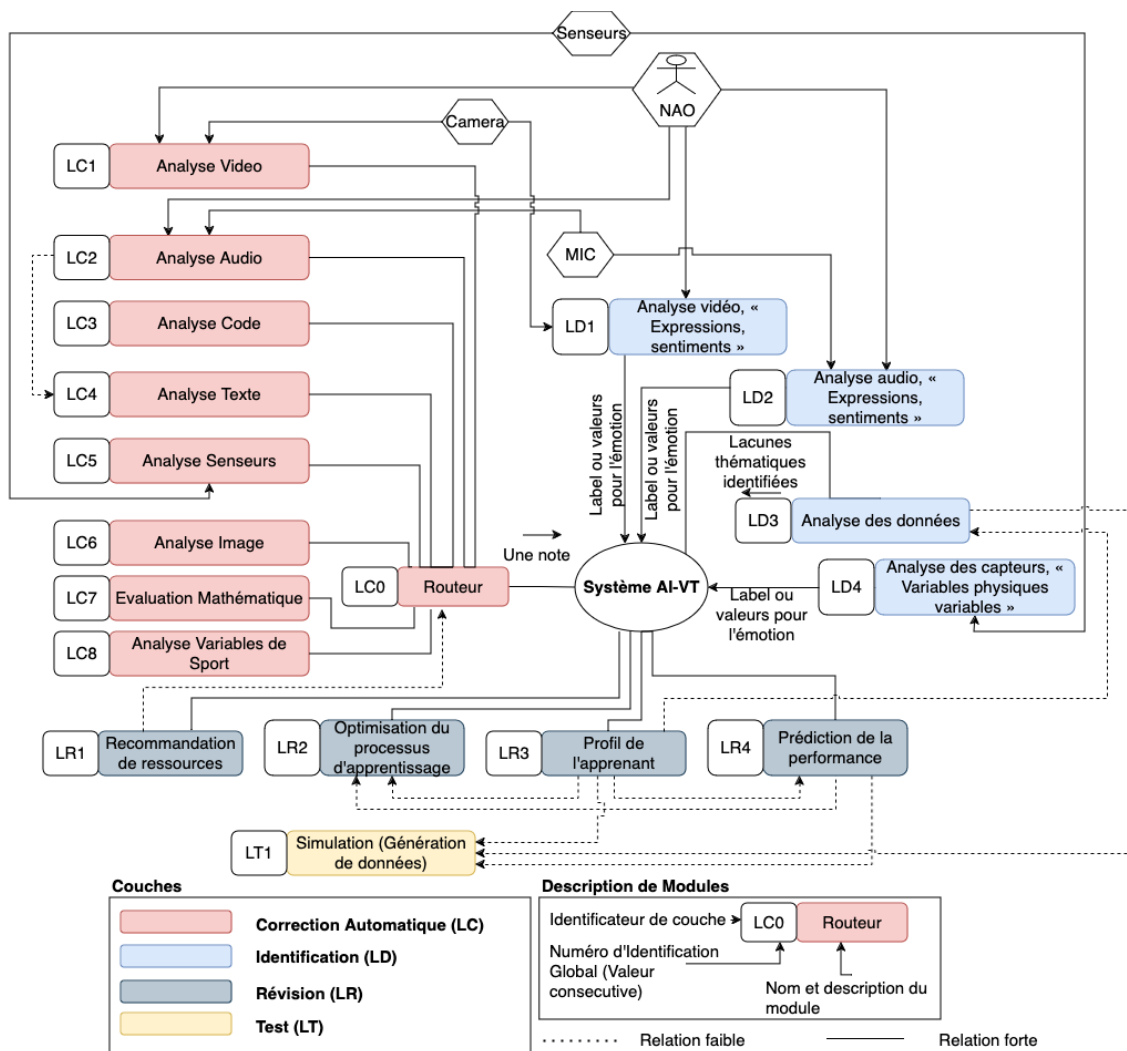 Senseurs
NAO
Camera
LC1
Analyse Video
LC2
Analyse Audio
MIC
LC3
Analyse Code
LD1
Analyse vidéo, «
Expressions,
sentiments »
LC4
Analyse Texte
LD2
Analyse audio, «
Expressions,
sentiments »
Label ou valeurs
pour l'émotion
Label ou valeurs
pour l'émotion
Lacunes
thématiques
identifiées
LC5
Analyse Senseurs
LD3
Analyse des données
LC6
Analyse Image
Une note
LC0
Routeur
Système AI-VT
LD4
Analyse des capteurs, «
Variables physiques
variables »
Label ou
valeurs pour
l'émotion
LC7
Evaluation Mathématique
LC8
Analyse Variables de
Sport
LR1
Recommandation
de ressources
LR2
Optimisation du
processus
d'apprentissage
LR3
Profil de
l'apprenant
LR4
Prédiction de la
performance
LT1
Simulation (Génération
de données)
Couches
Correction Automatique (LC)
Identification (LD)
Révision (LR)
Test (LT)
Description de Modules
Identificateur de couche
LC0
Routeur
Numéro d'Identification
Global (Valeur
consecutive)
Nom et description du
module
Relation faible
Relation forte